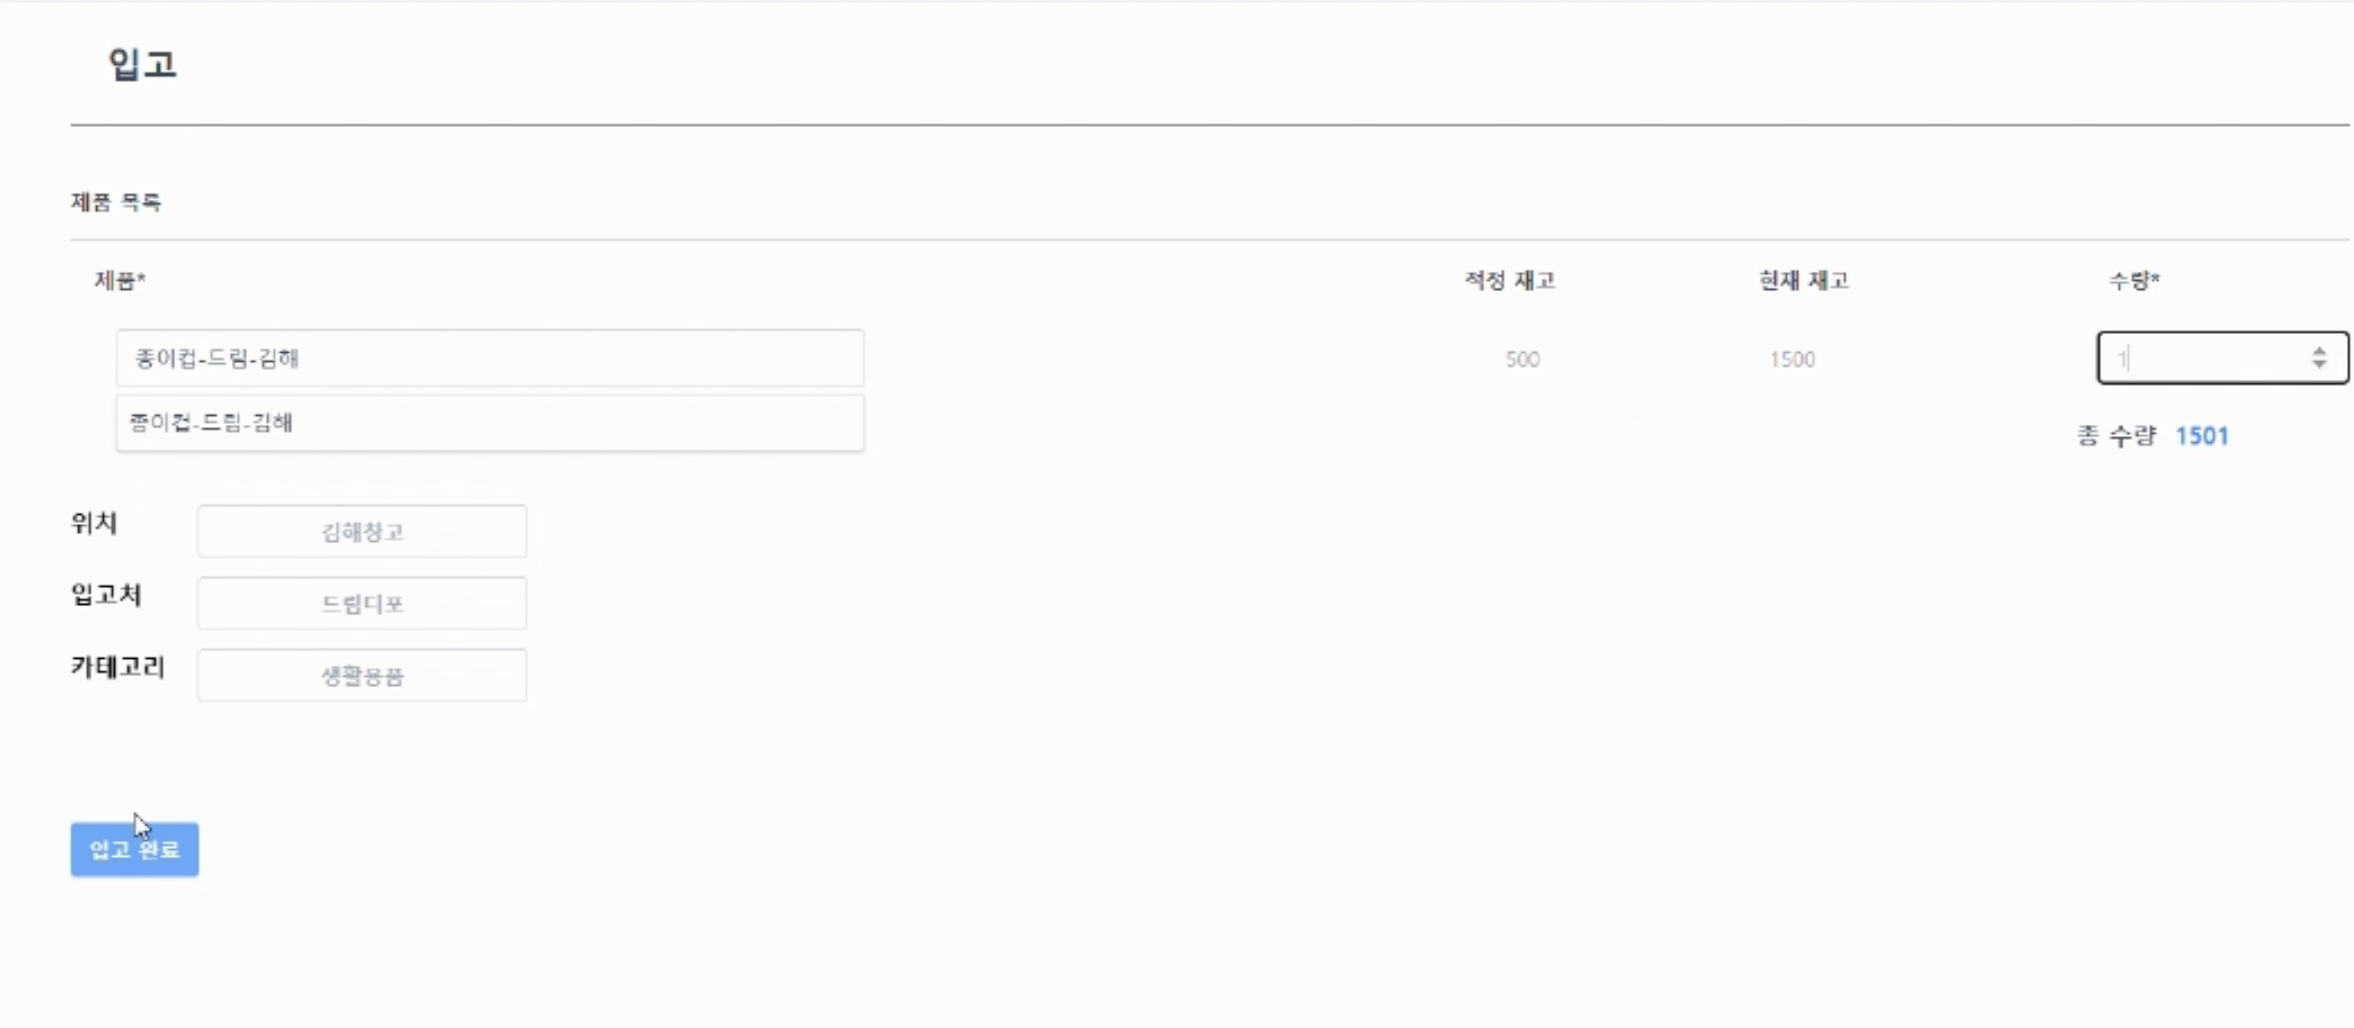 입고
제품 목록
제품* 적정 재고 현재 재고 수량*
종이컵-드림-김해 500 1500 1
종이컵-드림-김해
총 수량 1501
위치 김해창고
입고처 드림디포
카테고리 생활용품
입고 완료